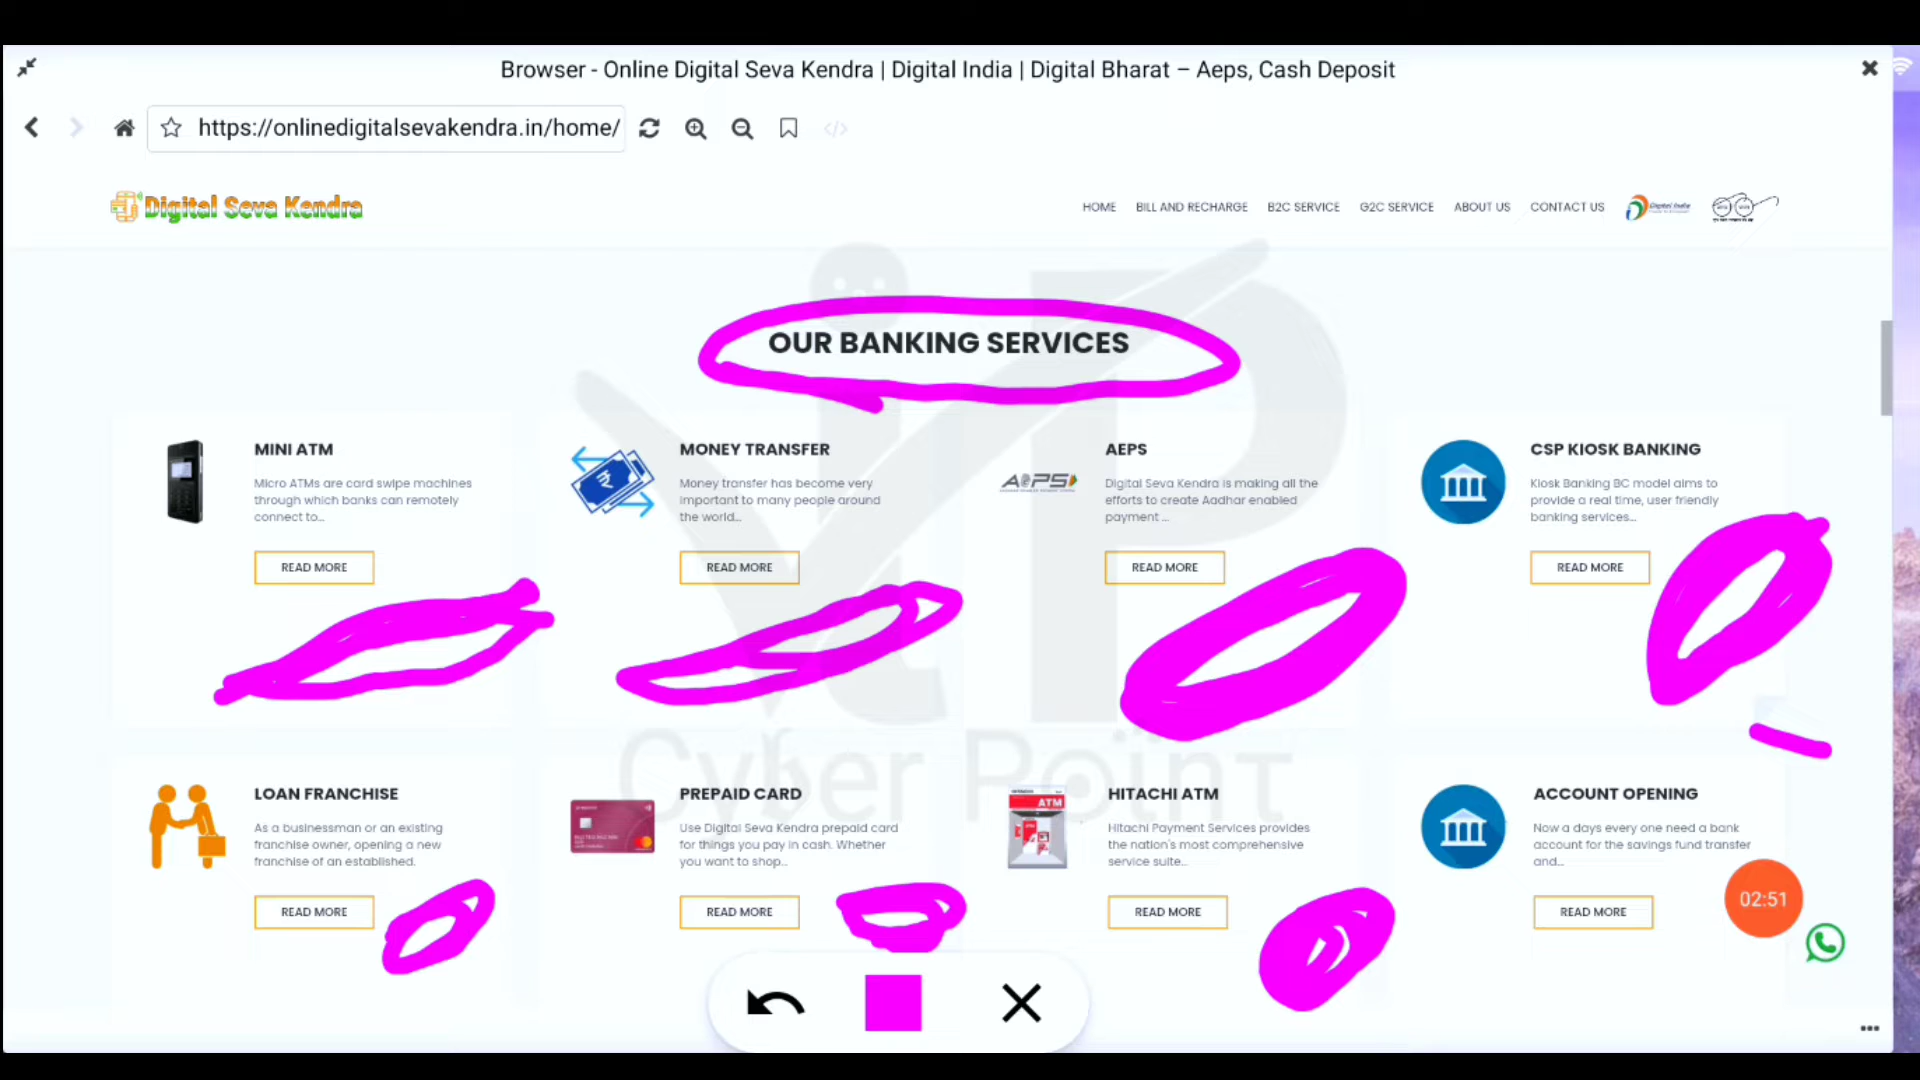 Browser - Online Digital Seva Kendra | Digital India | Digital Bharat – Aeps, Cash Deposit
https://onlinedigitalsevakendra.in/home/
Digital Seva Kendra
HOME BILL AND RECHARGE B2C SERVICE G2C SERVICE ABOUT US CONTACT US Digital India
OUR BANKING SERVICES
MINI ATM
Micro ATMs are card swipe machines
through which banks can remotely
connect to...
READ MORE
MONEY TRANSFER
Money transfer has become very
important to many people around
the world...
READ MORE
AEPS
AEPS
Digital Seva Kendra is making all the
efforts to create Aadhar enabled
payment ...
READ MORE
CSP KIOSK BANKING
Kiosk Banking BC model aims to
provide a real time, user friendly
banking services...
READ MORE
LOAN FRANCHISE
As a businessman or an existing
franchise owner, opening a new
franchise of an established.
READ MORE
PREPAID CARD
Use Digital Seva Kendra prepaid card
for things you pay in cash. Whether
you want to shop...
READ MORE
ATM
HITACHI ATM
Hitachi Payment Services provides
the nation's most comprehensive
service suite...
READ MORE
ACCOUNT OPENING
Now a days every one need a bank
account for the savings fund transfer
and...
READ MORE
02:51
Cyber Point